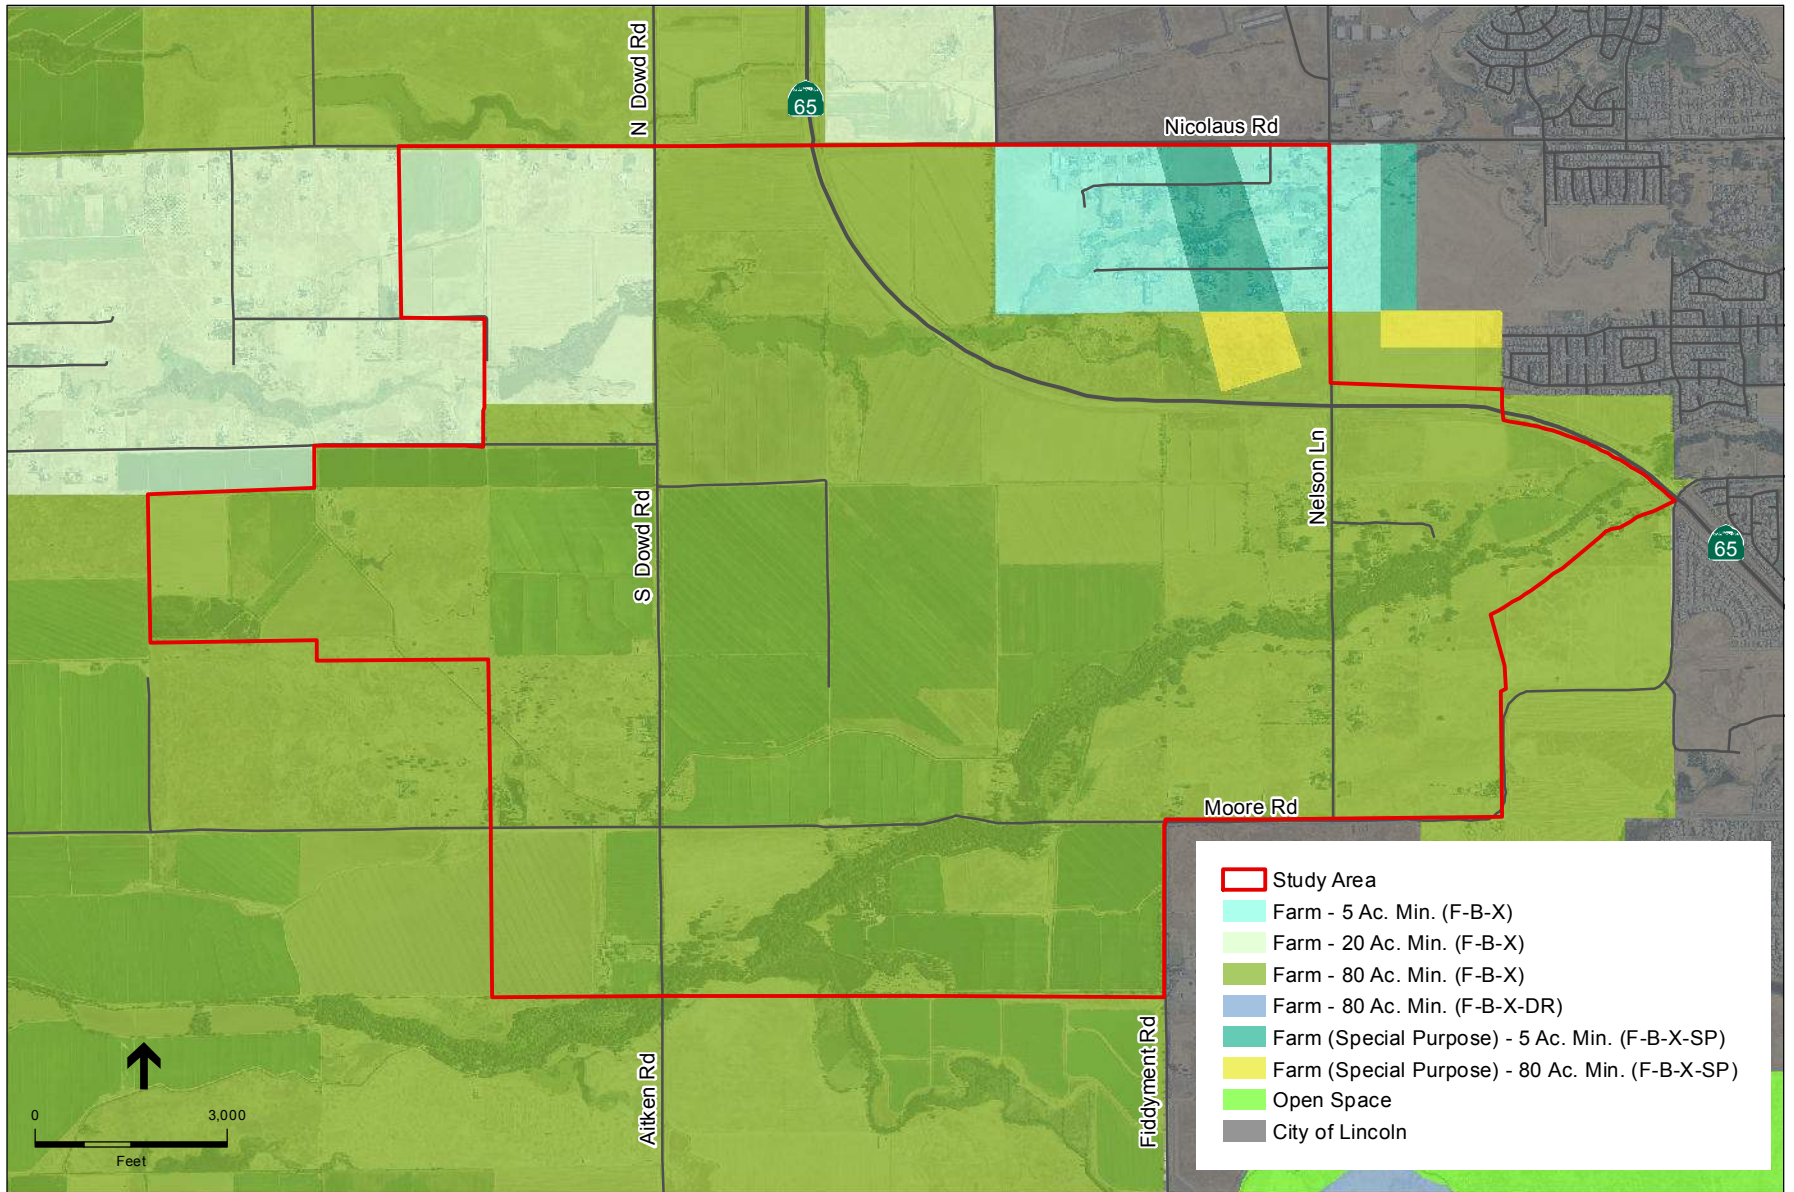 N Dowd Rd
65
Nicolaus Rd
Nelson Ln
S Dowd Rd
65
Moore Rd
Study Area
Farm - 5 Ac. Min. (F-B-X)
Farm - 20 Ac. Min. (F-B-X)
Farm - 80 Ac. Min. (F-B-X)
Farm - 80 Ac. Min. (F-B-X-DR)
Farm (Special Purpose) - 5 Ac. Min. (F-B-X-SP)
Farm (Special Purpose) - 80 Ac. Min. (F-B-X-SP)
Open Space
City of Lincoln
Aitken Rd
Fiddyment Rd
0 3,000
Feet